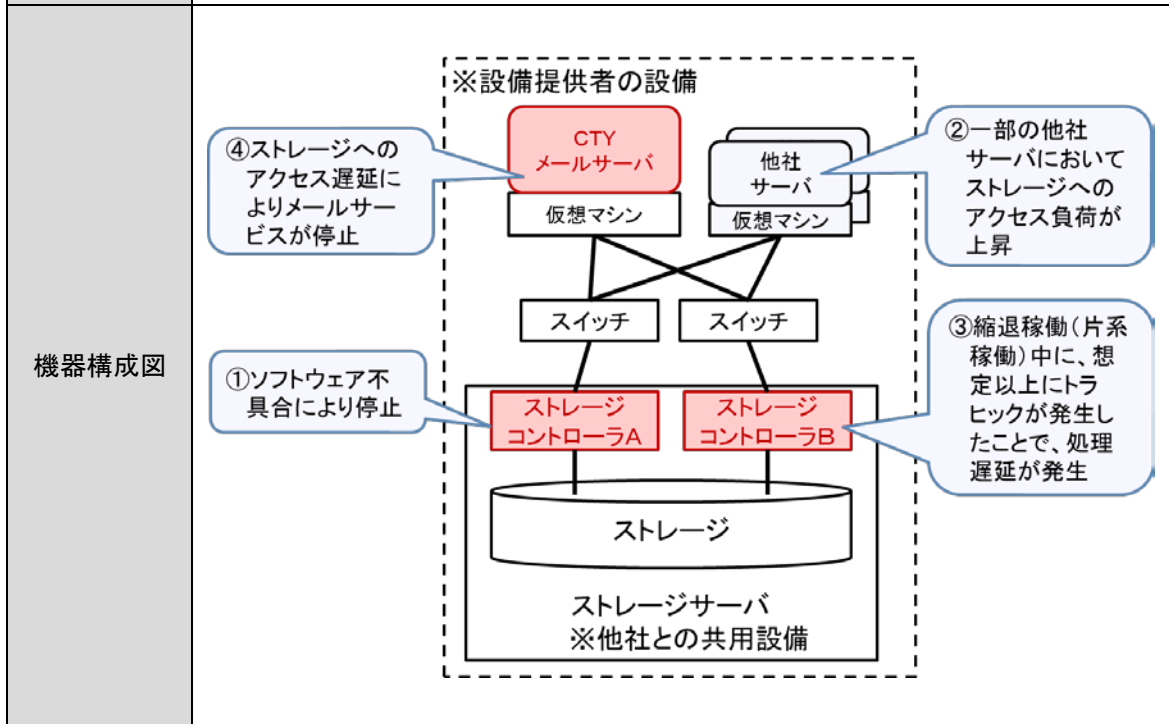 機器構成図
※設備提供者の設備
CTY
メールサーバ
仮想マシン
他社
サーバ
仮想マシン
④ストレージへの
アクセス遅延に
よりメールサー
ビスが停止
②一部の他社
サーバにおいて
ストレージへの
アクセス負荷が
上昇
スイッチ
スイッチ
①ソフトウェア不
具合により停止
ストレージ
コントローラA
ストレージ
コントローラB
③縮退稼働(片系
稼働)中に、想
定以上にトラ
ヒックが発生し
たことで、処理
遅延が発生
ストレージ
ストレージサーバ
※他社との共用設備